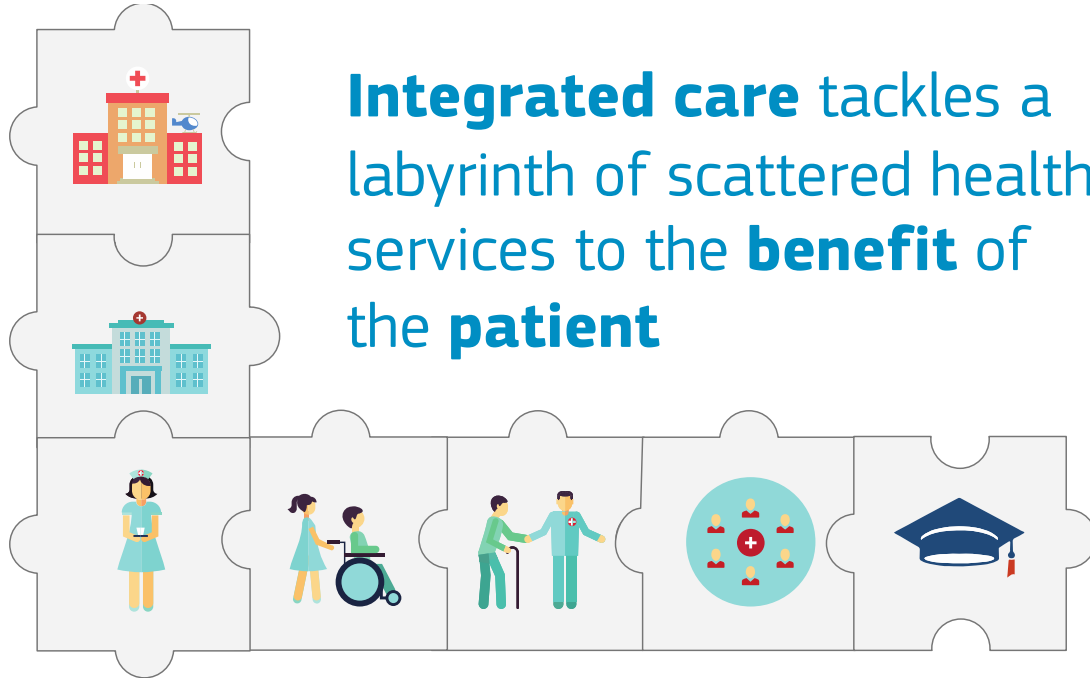 Integrated care tackles a
labyrinth of scattered health
services to the benefit of
the patient